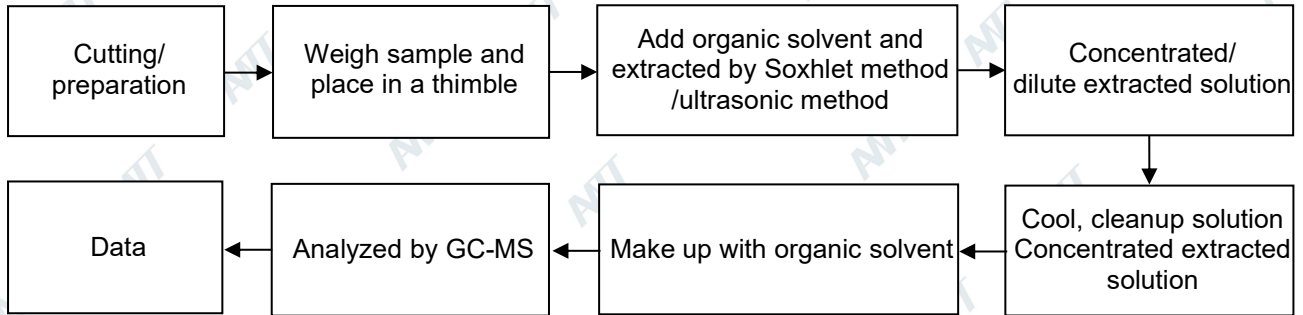 Cutting/
preparation
Weigh sample and
place in a thimble
Add organic solvent and
extracted by Soxhlet method
/ultrasonic method
Concentrated/
dilute extracted solution
Cool, cleanup solution
Concentrated extracted
solution
Make up with organic solvent
Analyzed by GC-MS
Data